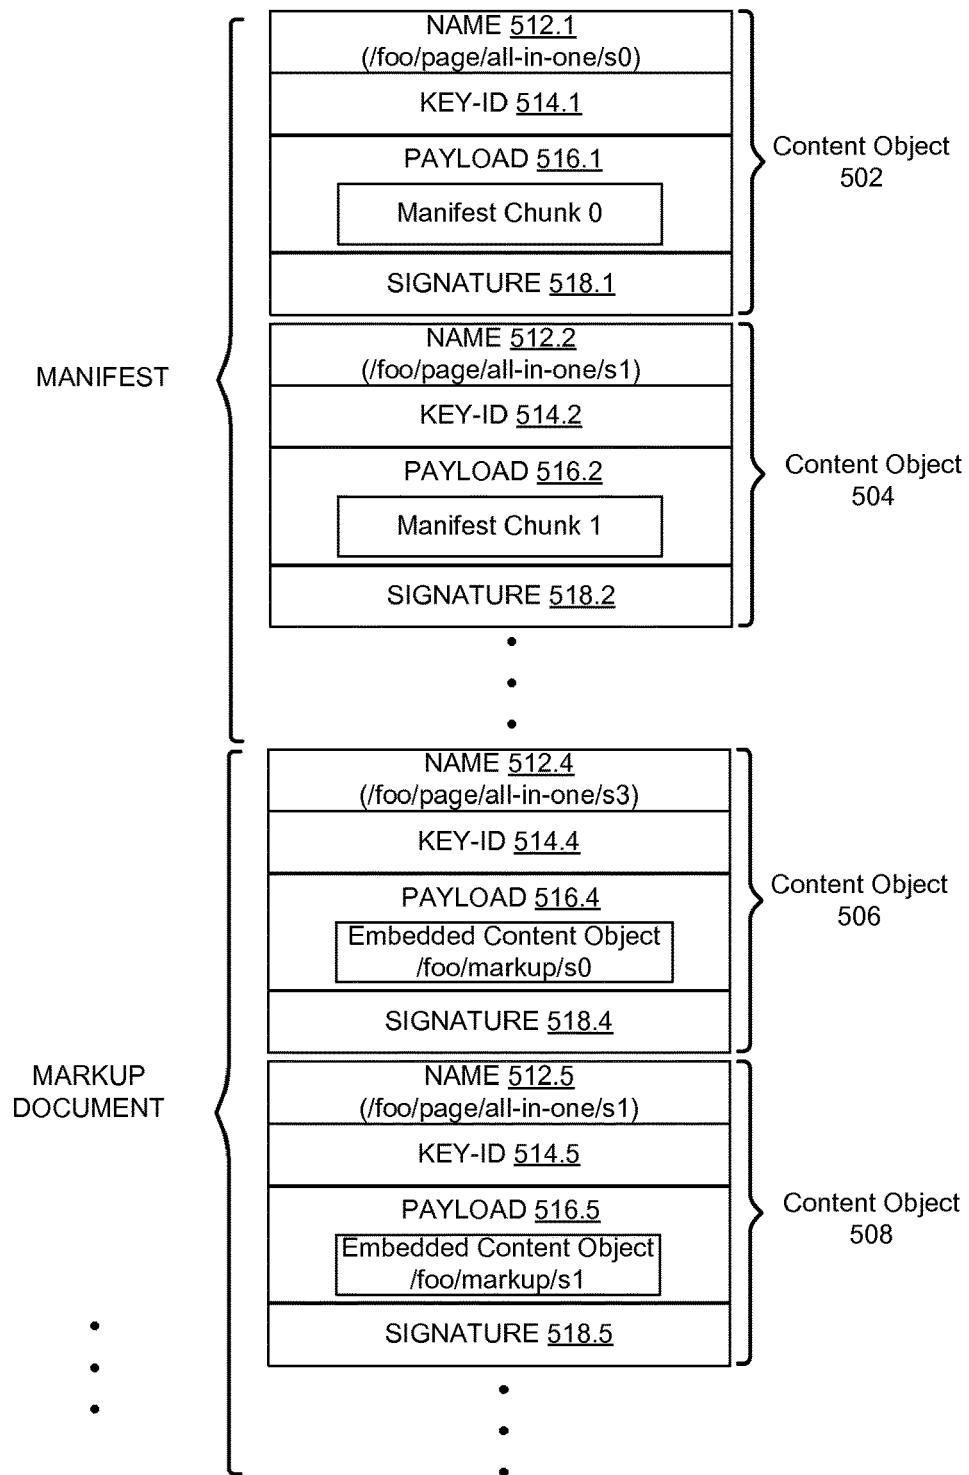 NAME 512.1
(/foo/page/all-in-one/s0)
KEY-ID 514.1
PAYLOAD 516.1
Manifest Chunk 0
SIGNATURE 518.1
Content Object
502
NAME 512.2
(/foo/page/all-in-one/s1)
KEY-ID 514.2
PAYLOAD 516.2
Manifest Chunk 1
SIGNATURE 518.2
Content Object
504
MANIFEST
NAME 512.4
(/foo/page/all-in-one/s3)
KEY-ID 514.4
PAYLOAD 516.4
Embedded Content Object
/foo/markup/s0
SIGNATURE 518.4
Content Object
506
NAME 512.5
(/foo/page/all-in-one/s1)
KEY-ID 514.5
PAYLOAD 516.5
Embedded Content Object
/foo/markup/s1
SIGNATURE 518.5
Content Object
508
MARKUP
DOCUMENT